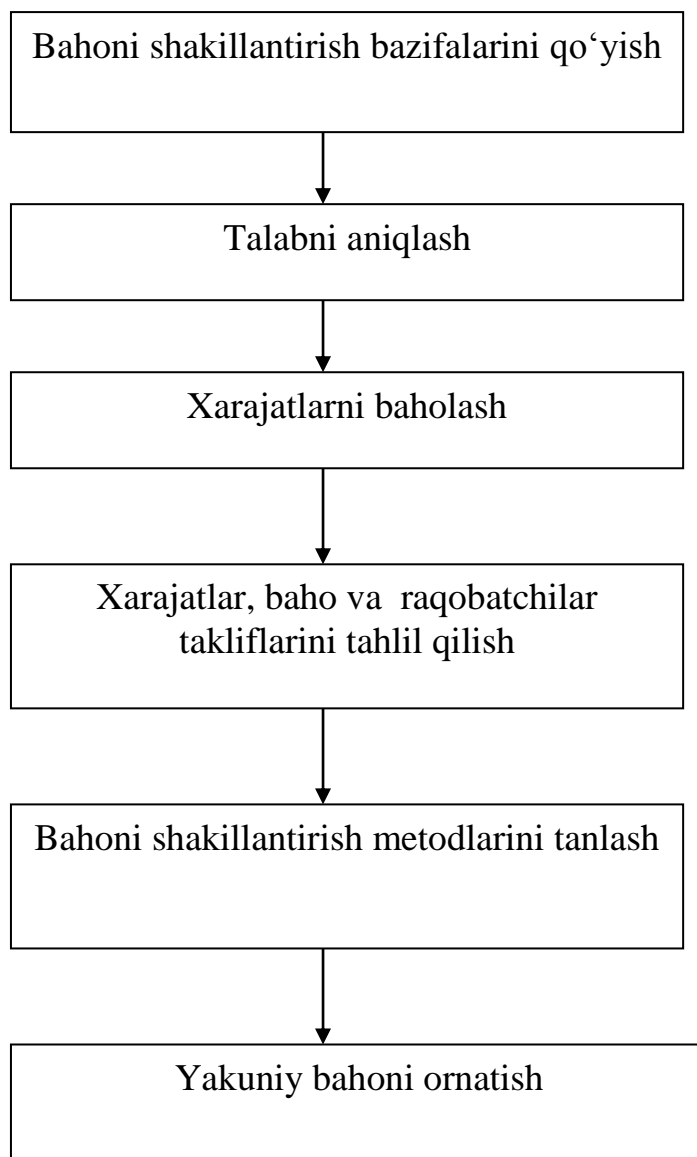 Bahoni shakillantirish bazifalarini qo‘yish
Talabni aniqlash
Xarajatlarni baholash
Xarajatlar, baho va raqobatchilar
takliflarini tahlil qilish
Bahoni shakillantirish metodlarini tanlash
Yakuniy bahoni ornatish